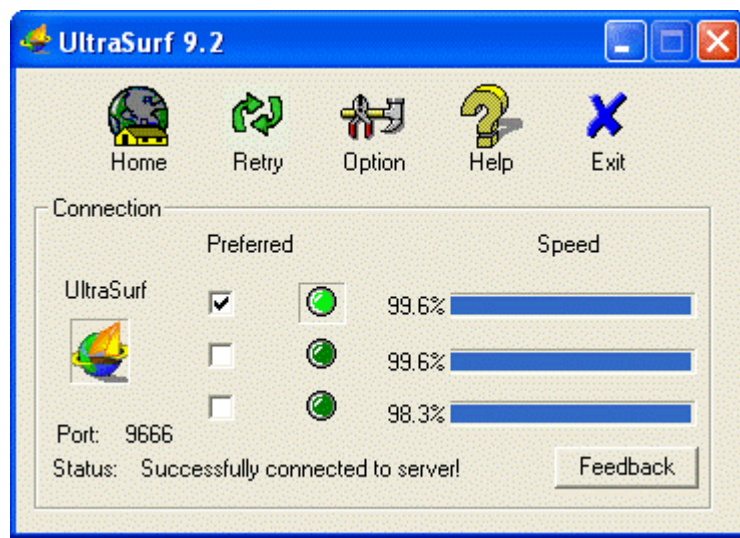 UltraSurf 9.2
Home Retry Option Help Exit
Connection
Preferred Speed
UltraSurf
99.6%
99.6%
98.3%
Port: 9666
Status: Successfully connected to server! Feedback